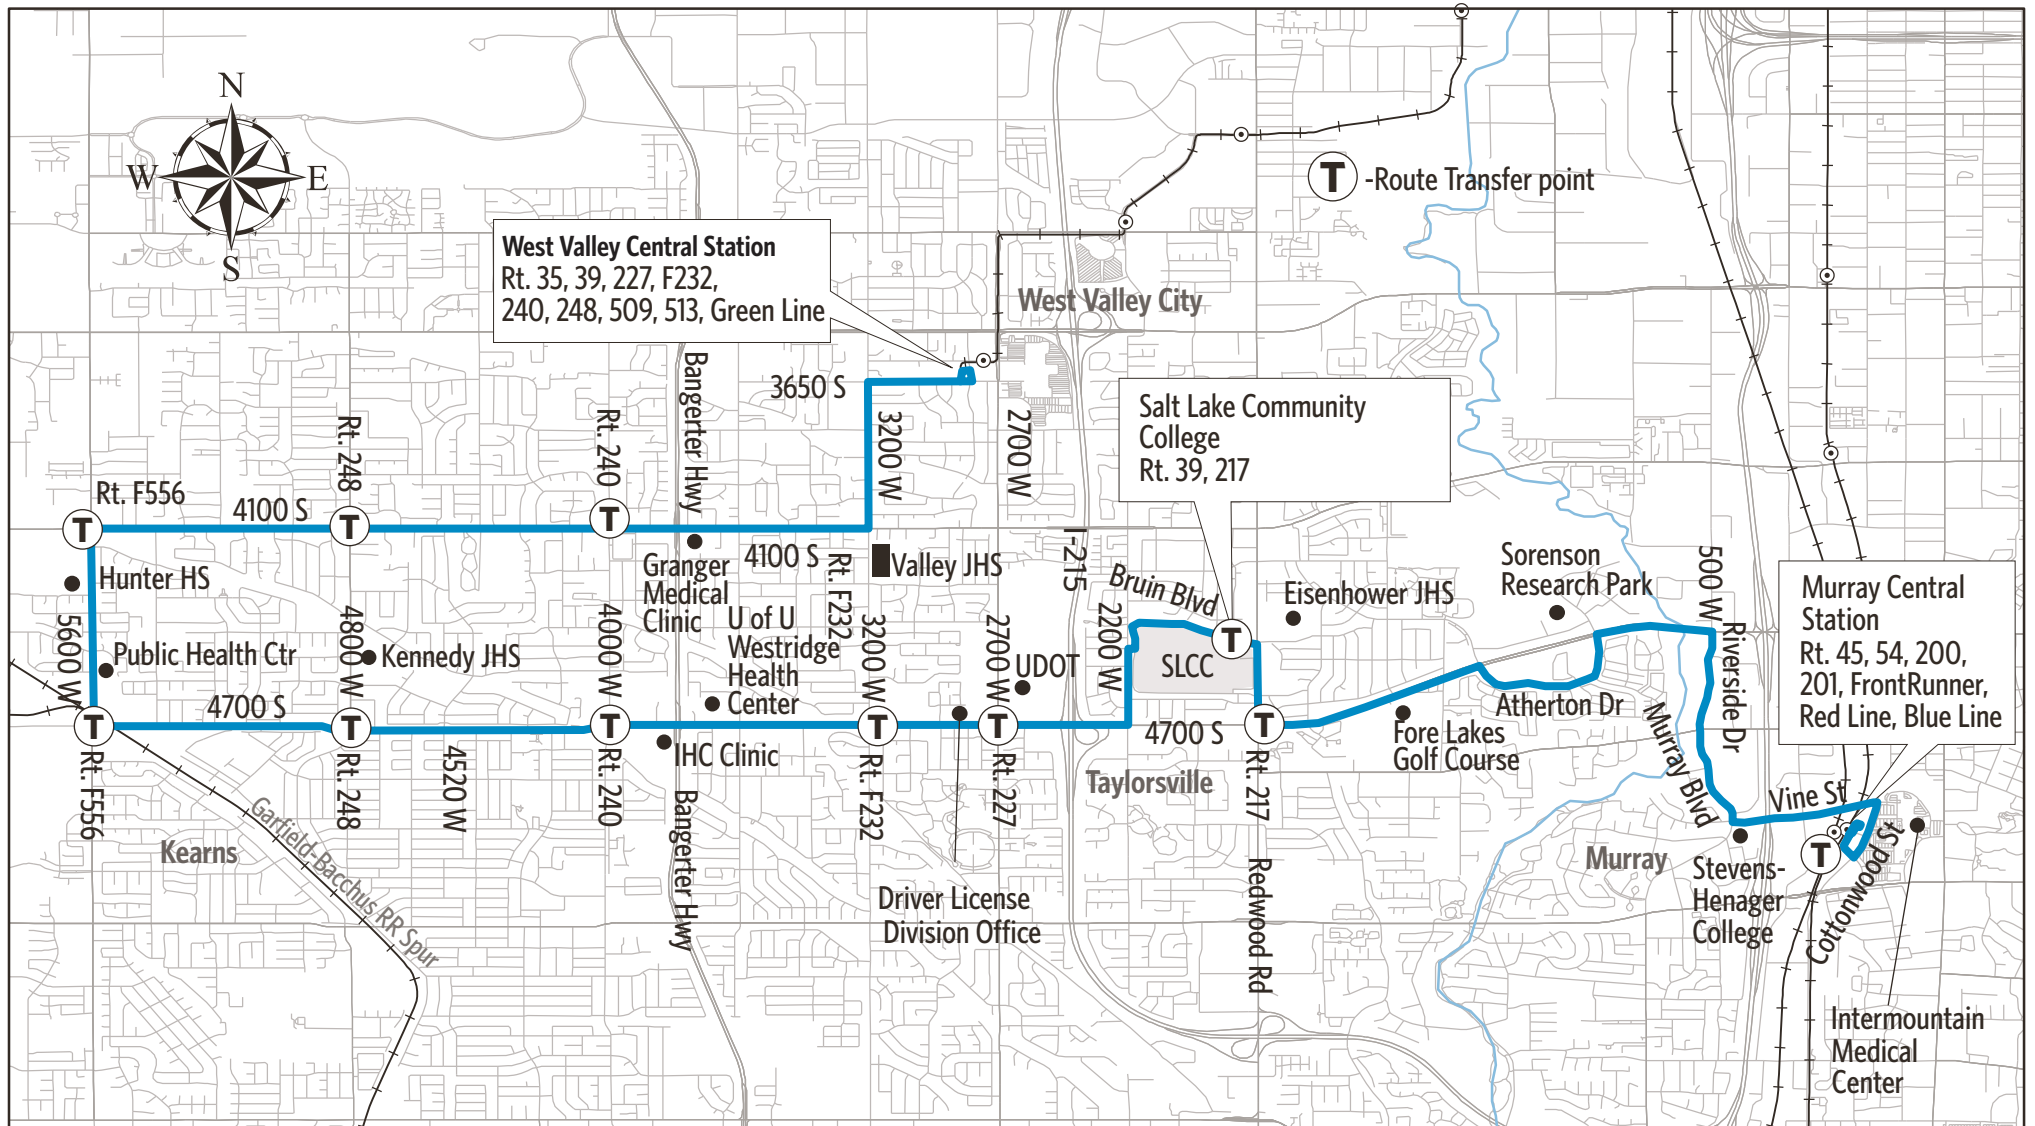 N
W
E
S
T
-Route Transfer point
West Valley Central Station
Rt. 35, 39, 227, F232,
240, 248, 509, 513, Green Line
West Valley City
3650 S
Bangerter Hwy
3200 W
2700 W
Salt Lake Community
College
Rt. 39, 217
Rt. 248
Rt. 240
Rt. F556
4100 S
T
T
T
4100 S
Granger
Medical
Clinic
Rt. F232
Valley JHS
I-215
Bruin Blvd
Hunter HS
5600 W
Public Health Ctr
4800 W
Kennedy JHS
4000 W
U of U
Westridge
Health
Center
3200 W
2700 W
UDOT
2200 W
SLCC
T
Eisenhower JHS
Sorenson
Research Park
500 W
Riverside Dr
Murray Central
Station
Rt. 45, 54, 200,
201, FrontRunner,
Red Line, Blue Line
4700 S
T
T
T
T
T
4700 S
T
Atherton Dr
Fore Lakes
Golf Course
Murray Blvd
Rt. F556
Rt. 248
4520 W
Rt. 240
IHC Clinic
Bangerter Hwy
Rt. F232
Rt. 227
Taylorsville
Rt. 217
Vine St
Kearns
Garfield-Bacchus RR Spur
Driver License
Division Office
Redwood Rd
Murray
Stevens-
Henager
College
T
Cottonwood St
Intermountain
Medical
Center